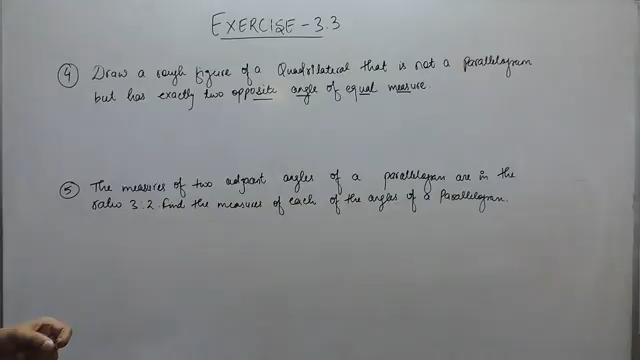 EXERCISE - 3.3
④ Draw a rough figure of a Quadrilateral that is not a parallelogram
but has exactly two opposite angle of equal measure.
⑤ The measures of two adjacent angles of a parallelogram are in the
ratio 3:2. Find the measures of each of the angles of a Parallelogram.